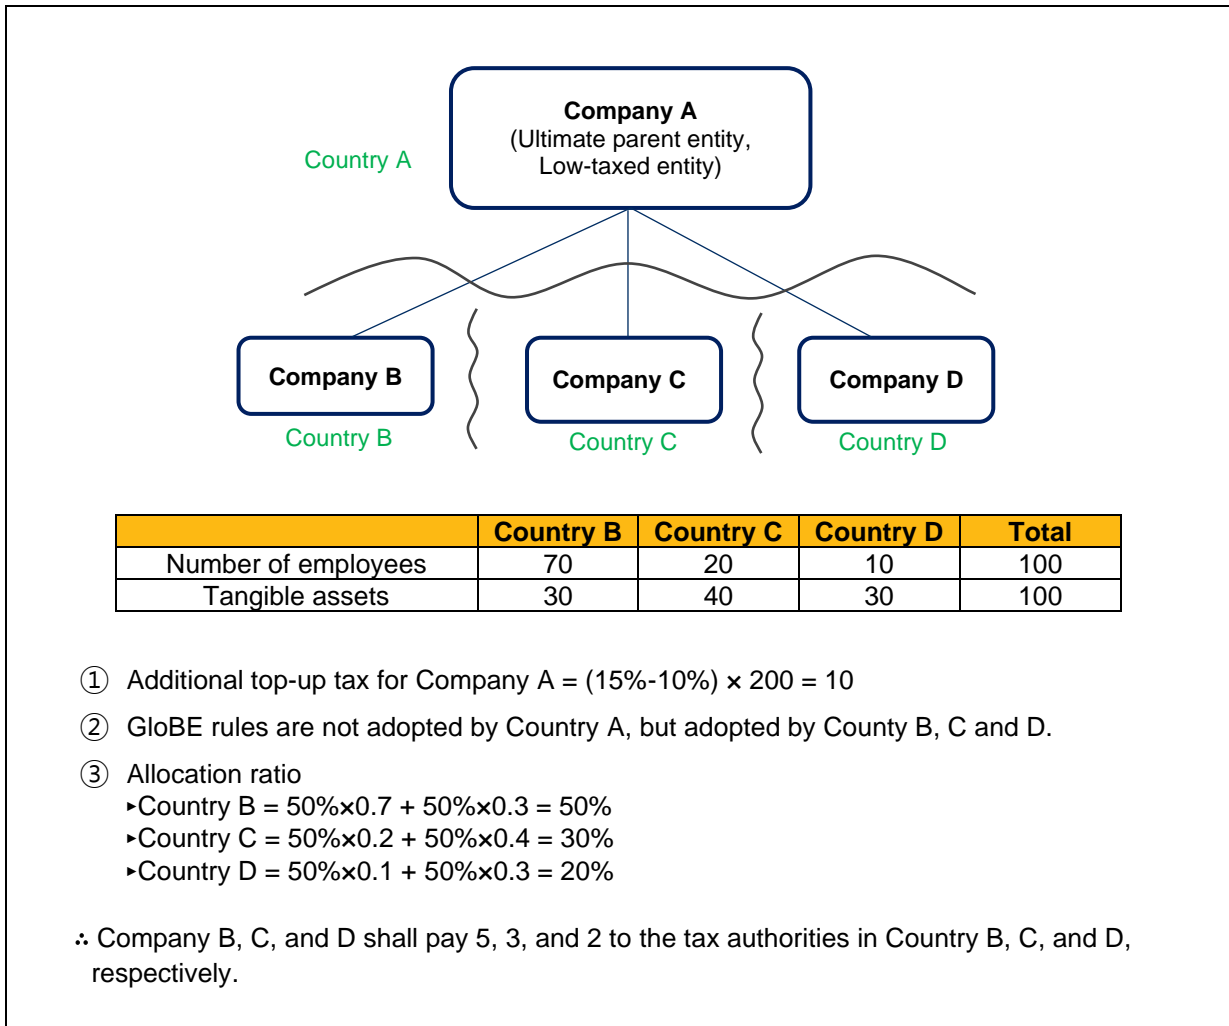 Company A
(Ultimate parent entity,
Low-taxed entity)
Country A
Company B
Company C
Company D
Country B
Country C
Country D
Country B Country C Country D Total
Number of employees 70 20 10 100
Tangible assets 30 40 30 100
① Additional top-up tax for Company A = (15%-10%) × 200 = 10
② GloBE rules are not adopted by Country A, but adopted by County B, C and D.
③ Allocation ratio
▸Country B = 50%×0.7 + 50%×0.3 = 50%
▸Country C = 50%×0.2 + 50%×0.4 = 30%
▸Country D = 50%×0.1 + 50%×0.3 = 20%
∴ Company B, C, and D shall pay 5, 3, and 2 to the tax authorities in Country B, C, and D,
respectively.